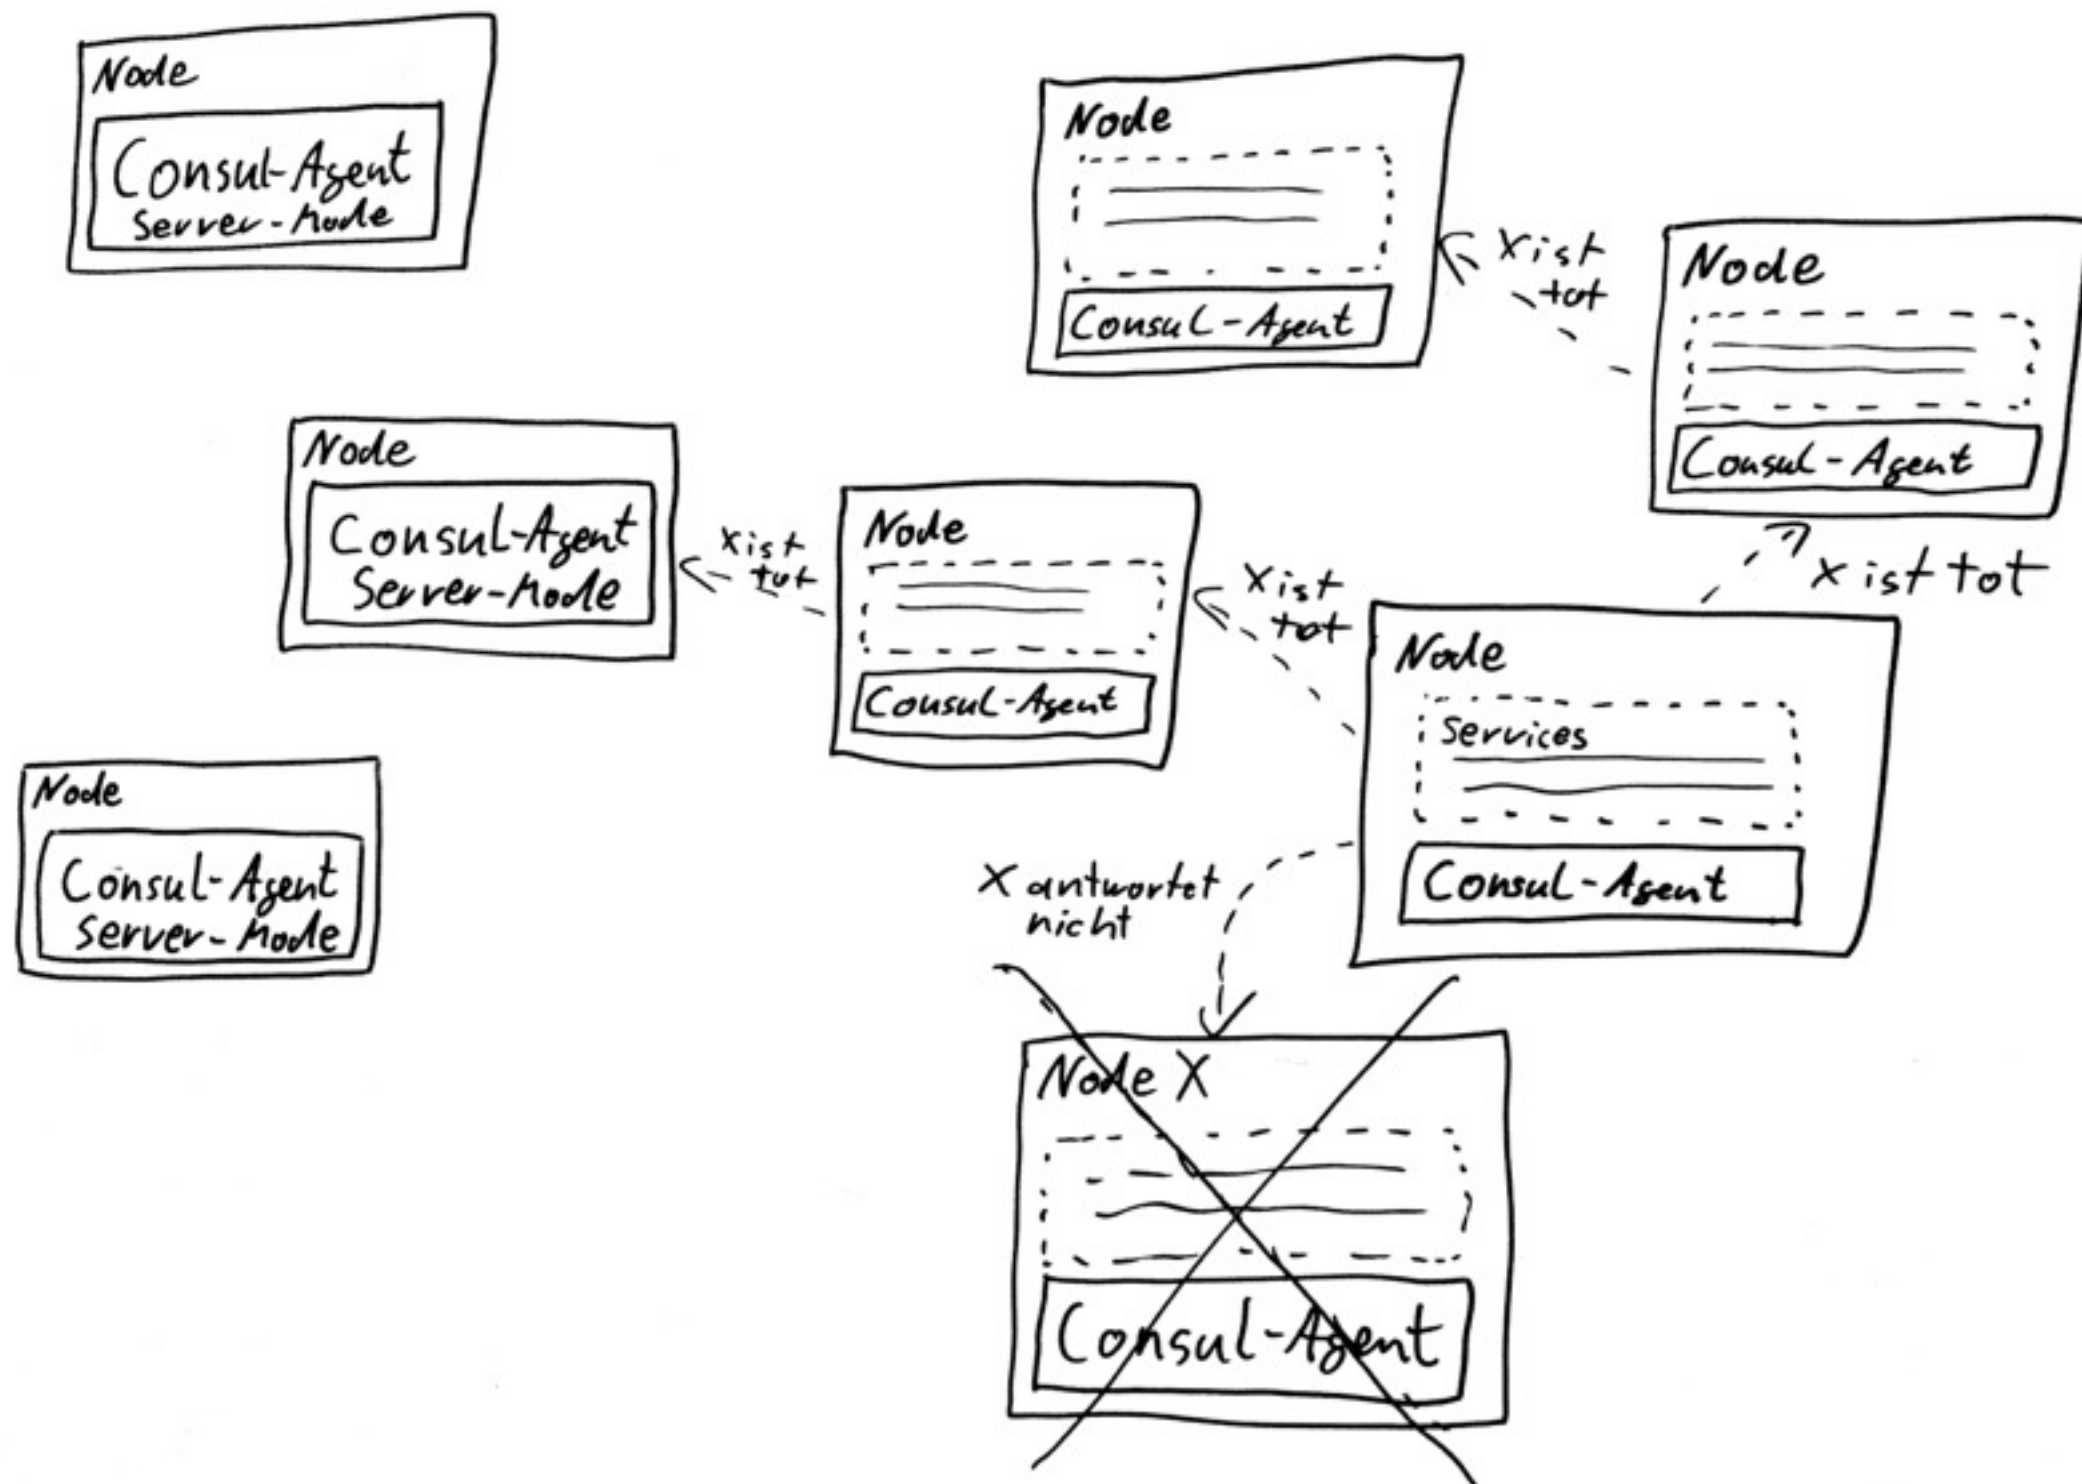 Node
Consul-Agent
Server-Mode
Node
Consul-Agent
X ist
tot
Node
Consul-Agent
Node
Consul-Agent
Server-Mode
X ist
tot
Node
Consul-Agent
X ist
tot
X ist tot
Node
Services
Consul-Agent
Node
Consul-Agent
Server-Mode
X antwortet
nicht
Node X
Consul-Agent